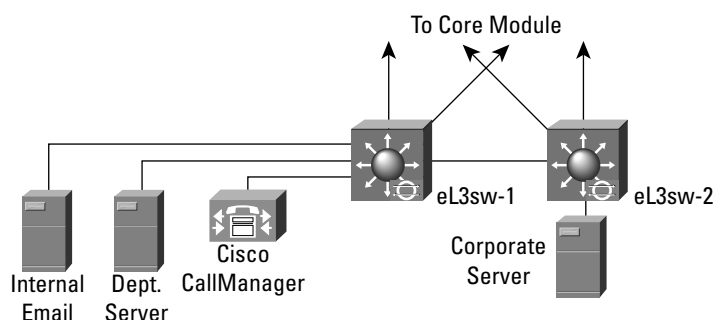 To Core Module
eL3sw-1
eL3sw-2
Internal
Email
Dept.
Server
Cisco
CallManager
Corporate
Server